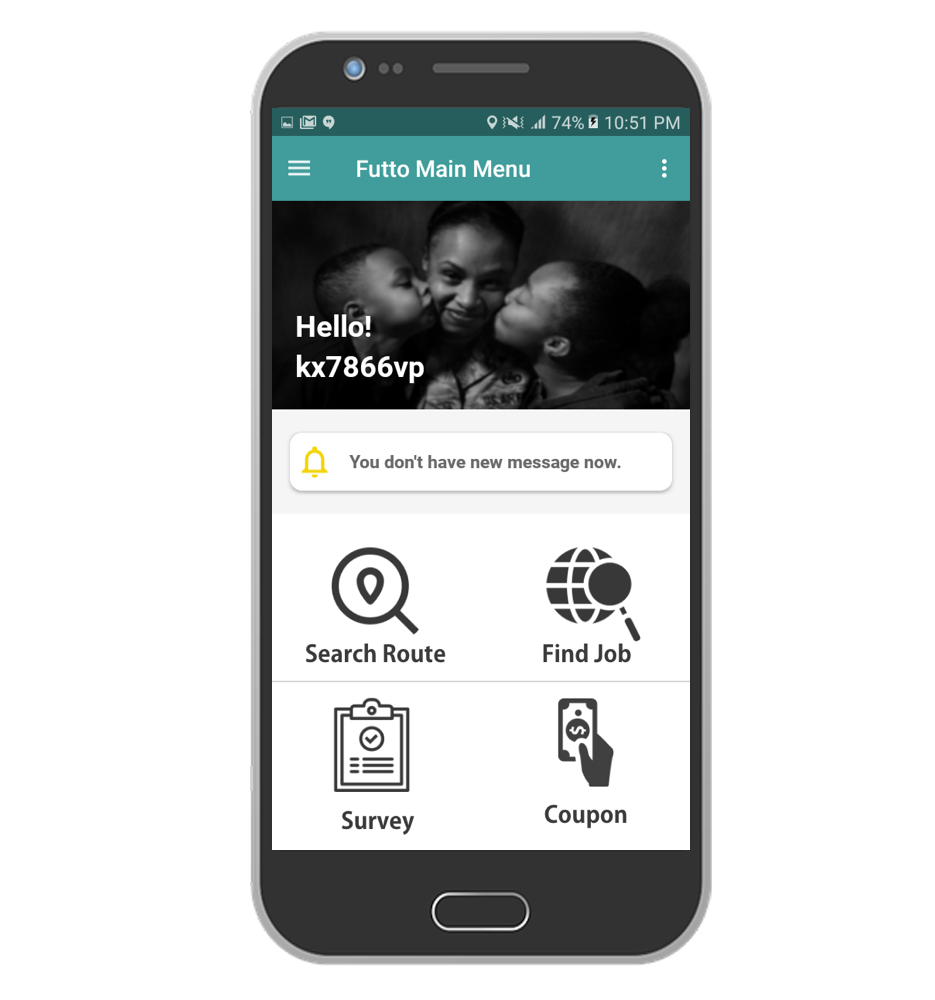 74% 10:51 PM
Futto Main Menu
Hello!
kx7866vp
You don't have new message now.
Search Route
Find Job
Survey
Coupon